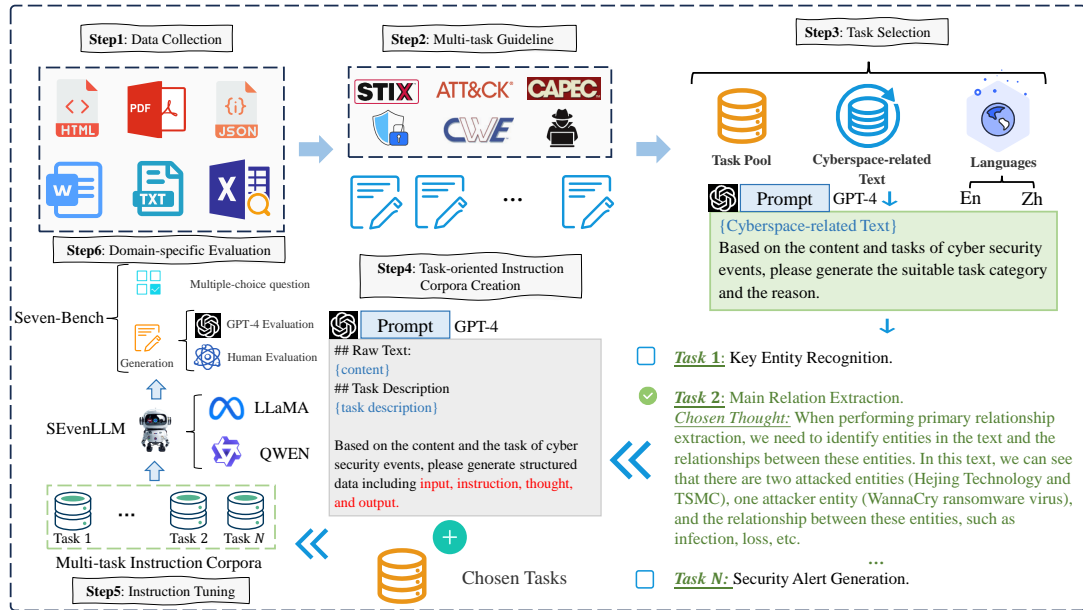 Step1: Data Collection
HTML
PDF
{i}
JSON
W
TXT
X
Step2: Multi-task Guideline
STIX
ATT&CK®
CAPEC
CWE
...
Step3: Task Selection
Task Pool
Cyberspace-related
Text
Languages
En
Zh
Prompt
GPT-4
{Cyberspace-related Text}
Based on the content and tasks of cyber security
events, please generate the suitable task category
and the reason.
Task 1: Key Entity Recognition.
Task 2: Main Relation Extraction.
Chosen Thought: When performing primary relationship
extraction, we need to identify entities in the text and the
relationships between these entities. In this text, we can see
that there are two attacked entities (Hejing Technology and
TSMC), one attacker entity (WannaCry ransomware virus),
and the relationship between these entities, such as
infection, loss, etc.
...
Task N: Security Alert Generation.
Step4: Task-oriented Instruction
Corpora Creation
Prompt
GPT-4
## Raw Text:
{content}
## Task Description
{task description}
Based on the content and the task of cyber
security events, please generate structured
data including input, instruction, thought,
and output.
Chosen Tasks
Step6: Domain-specific Evaluation
Multiple-choice question
Seven-Bench
Generation
GPT-4 Evaluation
Human Evaluation
SEvenLLM
LLaMA
QWEN
...
Task 1
Task 2
Task N
Multi-task Instruction Corpora
Step5: Instruction Tuning